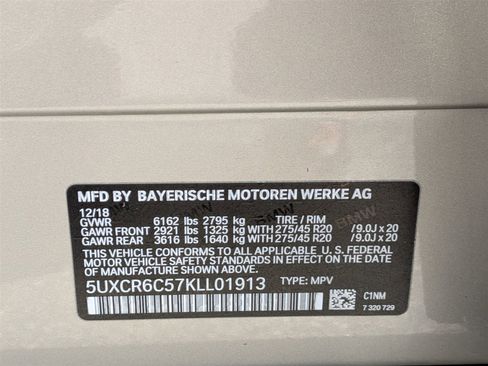 MFD BY BAYERISCHE MOTOREN WERKE AG
12/18
GVWR 6162 lbs 2795 kg TIRE / RIM
GAWR FRONT 2921 lbs 1325 kg WITH 275/45 R20 / 9.0J x 20
GAWR REAR 3616 lbs 1640 kg WITH 275/45 R20 / 9.0J x 20
THIS VEHICLE CONFORMS TO ALL APPLICABLE U.S. FEDERAL
MOTOR VEHICLE SAFETY STANDARDS IN EFFECT ON THE
DATE OF MANUFACTURE SHOWN ABOVE.
5UXCR6C57KLL01913 TYPE: MPV
C1NM
7 320 729
BMW